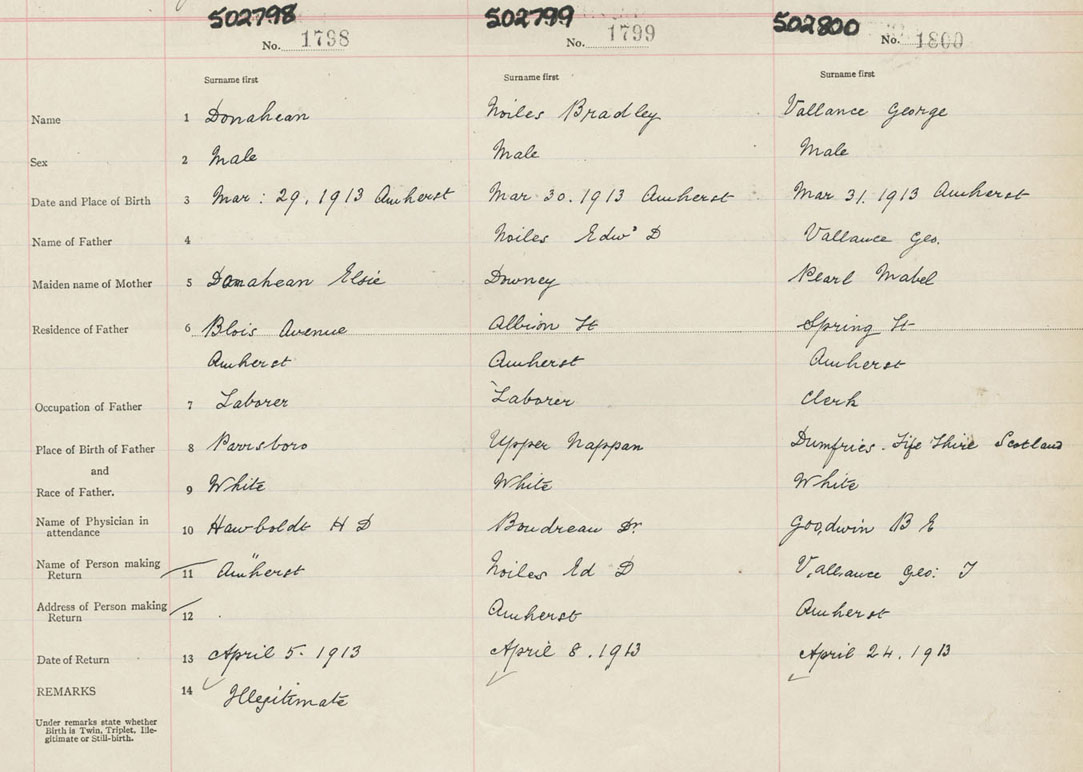 502798 502799 502800
No. 1798 No. 1799 No. 1800
Surname first Surname first Surname first
Name 1 Donahean Noiles Bradley Vallance George
Sex 2 Male Male Male
Date and Place of Birth 3 Mar: 29, 1913 Amherst Mar 30. 1913 Amherst Mar 31. 1913 Amherst
Name of Father 4 Noiles Edwd D Vallance Geo.
Maiden name of Mother 5 Donahean Elsie Downey Pearl Mabel
Residence of Father 6 Blois Avenue Albion St Spring St
Amherst Amherst Amherst
Occupation of Father 7 Laborer Laborer Clerk
Place of Birth of Father 8 Parrsboro Upper Nappan Dumfries. Fife Shire Scotland
and
Race of Father. 9 White White White
Name of Physician in
attendance 10 Hawboldt H D Boudreau Dr. Goodwin B E
Name of Person making
Return 11 " Amherst Noiles Ed D Vallance Geo: T
Address of Person making
Return 12 Amherst Amherst
Date of Return 13 April 5. 1913 April 8. 1913 April 24. 1913
REMARKS 14 Illegitimate
Under remarks state whether
Birth is Twin, Triplet, Ille-
gitimate or Still-birth.